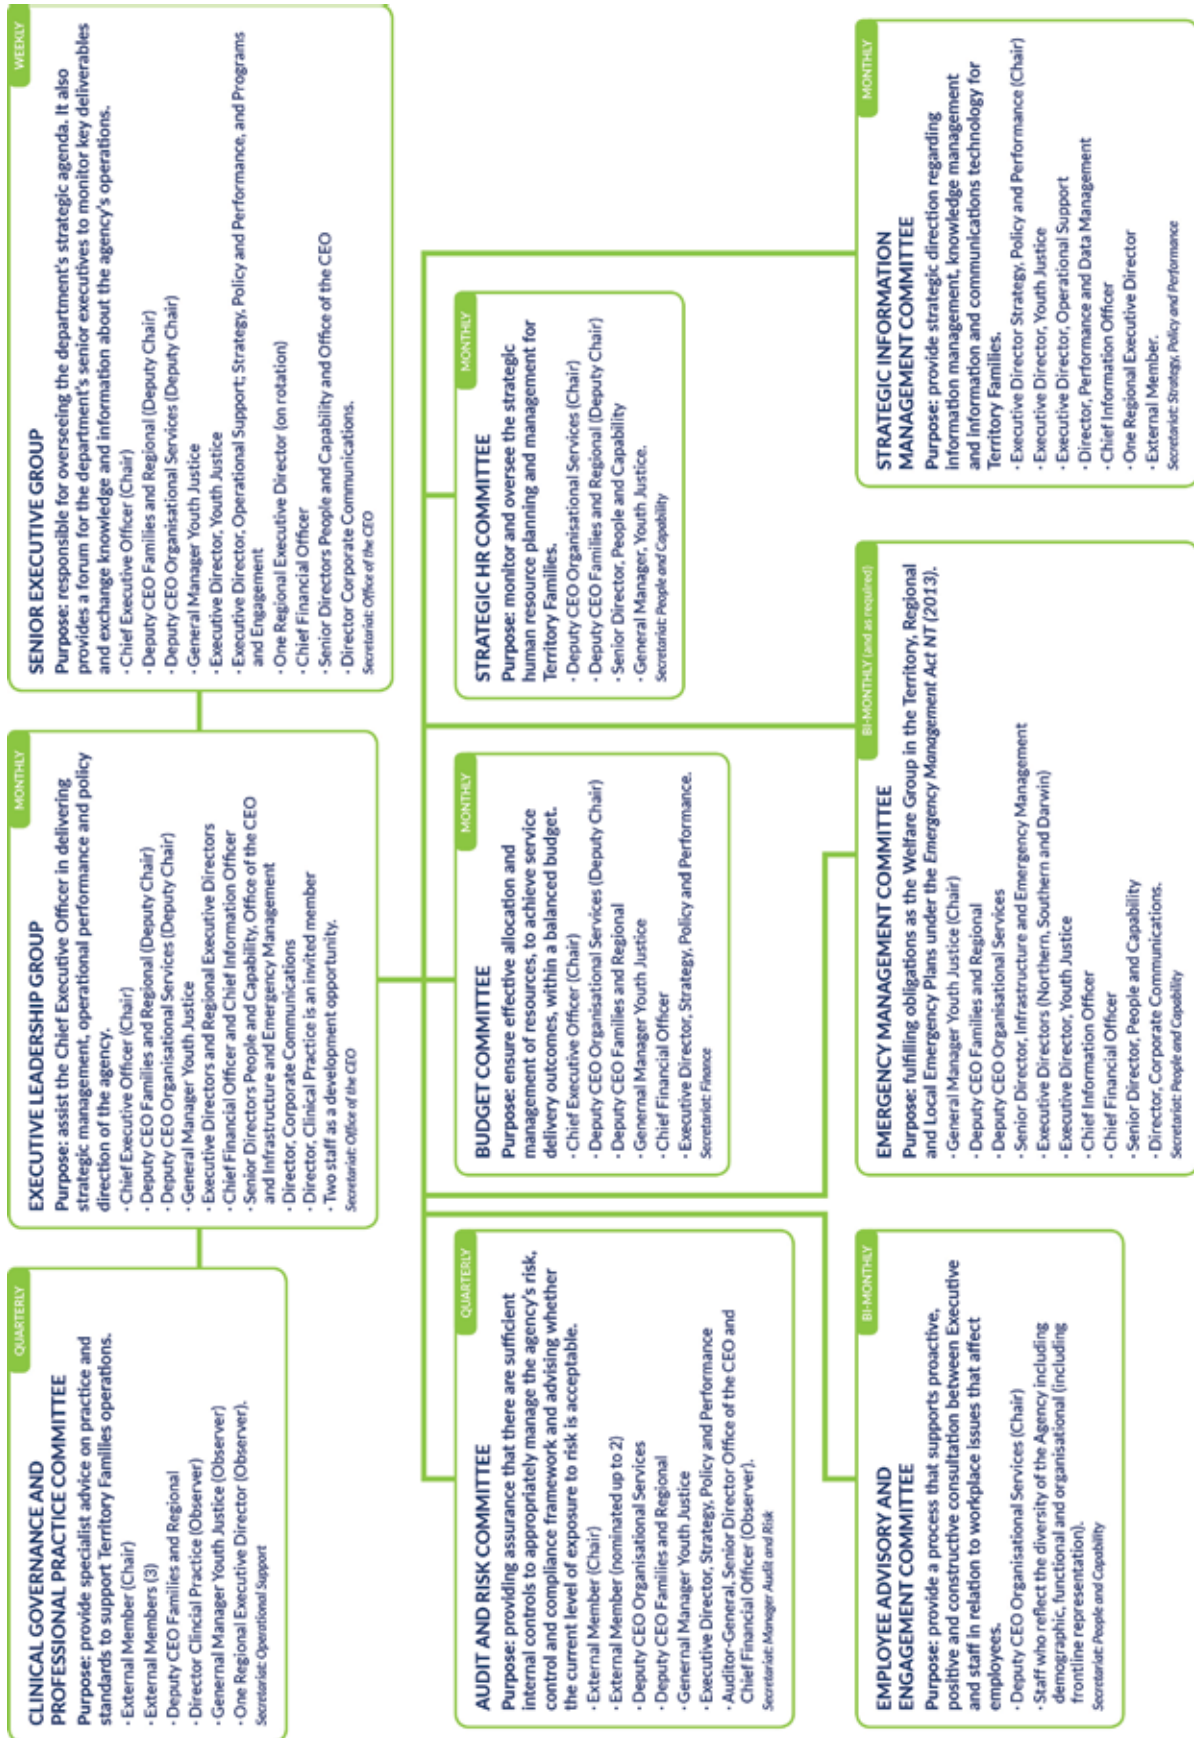 QUARTERLY
CLINICAL GOVERNANCE AND
PROFESSIONAL PRACTICE COMMITTEE
Purpose: provide specialist advice on practice and
standards to support Territory Families operations.
· External Member (Chair)
· External Members (3)
· Deputy CEO Families and Regional
· Director Clincial Practice (Observer)
· General Manager Youth Justice (Observer)
· One Regional Executive Director (Observer).
Secretariat: Operational Support
MONTHLY
EXECUTIVE LEADERSHIP GROUP
Purpose: assist the Chief Executive Officer in delivering
strategic management, operational performance and policy
direction of the agency.
· Chief Executive Officer (Chair)
· Deputy CEO Families and Regional (Deputy Chair)
· Deputy CEO Organisational Services (Deputy Chair)
· General Manager Youth Justice
· Executive Directors and Regional Executive Directors
· Chief Financial Officer and Chief Information Officer
· Senior Directors People and Capability, Office of the CEO
and Infrastructure and Emergency Management
· Director, Corporate Communications
· Director, Clinical Practice is an invited member
· Two staff as a development opportunity.
Secretariat: Office of the CEO
WEEKLY
SENIOR EXECUTIVE GROUP
Purpose: responsible for overseeing the department's strategic agenda. It also
provides a forum for the department's senior executives to monitor key deliverables
and exchange knowledge and information about the agency's operations.
· Chief Executive Officer (Chair)
· Deputy CEO Families and Regional (Deputy Chair)
· Deputy CEO Organisational Services (Deputy Chair)
· General Manager Youth Justice
· Executive Director, Youth Justice
· Executive Director, Operational Support; Strategy, Policy and Performance, and Programs
and Engagement
· One Regional Executive Director (on rotation)
· Chief Financial Officer
· Senior Directors People and Capability and Office of the CEO
· Director Corporate Communications.
Secretariat: Office of the CEO
QUARTERLY
AUDIT AND RISK COMMITTEE
Purpose: providing assurance that there are sufficient
internal controls to appropriately manage the agency's risk,
control and compliance framework and advising whether
the current level of exposure to risk is acceptable.
· External Member (Chair)
· External Member (nominated up to 2)
· Deputy CEO Organisational Services
· Deputy CEO Families and Regional
· General Manager Youth Justice
· Executive Director, Strategy, Policy and Performance
· Auditor-General, Senior Director Office of the CEO and
Chief Financial Officer (Observer).
Secretariat: Manager Audit and Risk
MONTHLY
BUDGET COMMITTEE
Purpose: ensure effective allocation and
management of resources, to achieve service
delivery outcomes, within a balanced budget.
· Chief Executive Officer (Chair)
· Deputy CEO Organisational Services (Deputy Chair)
· Deputy CEO Families and Regional
· General Manager Youth Justice
· Chief Financial Officer
· Executive Director, Strategy, Policy and Performance.
Secretariat: Finance
MONTHLY
STRATEGIC HR COMMITTEE
Purpose: monitor and oversee the strategic
human resource planning and management for
Territory Families.
· Deputy CEO Organisational Services (Chair)
· Deputy CEO Families and Regional (Deputy Chair)
· Senior Director, People and Capability
· General Manager, Youth Justice.
Secretariat: People and Capability
BI-MONTHLY
EMPLOYEE ADVISORY AND
ENGAGEMENT COMMITTEE
Purpose: provide a process that supports proactive,
positive and constructive consultation between Executive
and staff in relation to workplace issues that affect
employees.
· Deputy CEO Organisational Services (Chair)
· Staff who reflect the diversity of the Agency including
demographic, functional and organisational (including
frontline representation).
Secretariat: People and Capability
BI-MONTHLY (and as required)
EMERGENCY MANAGEMENT COMMITTEE
Purpose: fulfilling obligations as the Welfare Group in the Territory, Regional
and Local Emergency Plans under the Emergency Management Act NT (2013).
· General Manager Youth Justice (Chair)
· Deputy CEO Families and Regional
· Deputy CEO Organisational Services
· Senior Director, Infrastructure and Emergency Management
· Executive Directors (Northern, Southern and Darwin)
· Executive Director, Youth Justice
· Chief Information Officer
· Chief Financial Officer
· Senior Director, People and Capability
· Director, Corporate Communications.
Secretariat: People and Capability
MONTHLY
STRATEGIC INFORMATION
MANAGEMENT COMMITTEE
Purpose: provide strategic direction regarding
information management, knowledge management
and information and communications technology for
Territory Families.
· Executive Director Strategy, Policy and Performance (Chair)
· Executive Director, Youth Justice
· Executive Director, Operational Support
· Director, Performance and Data Management
· Chief Information Officer
· One Regional Executive Director
· External Member.
Secretariat: Strategy, Policy and Performance